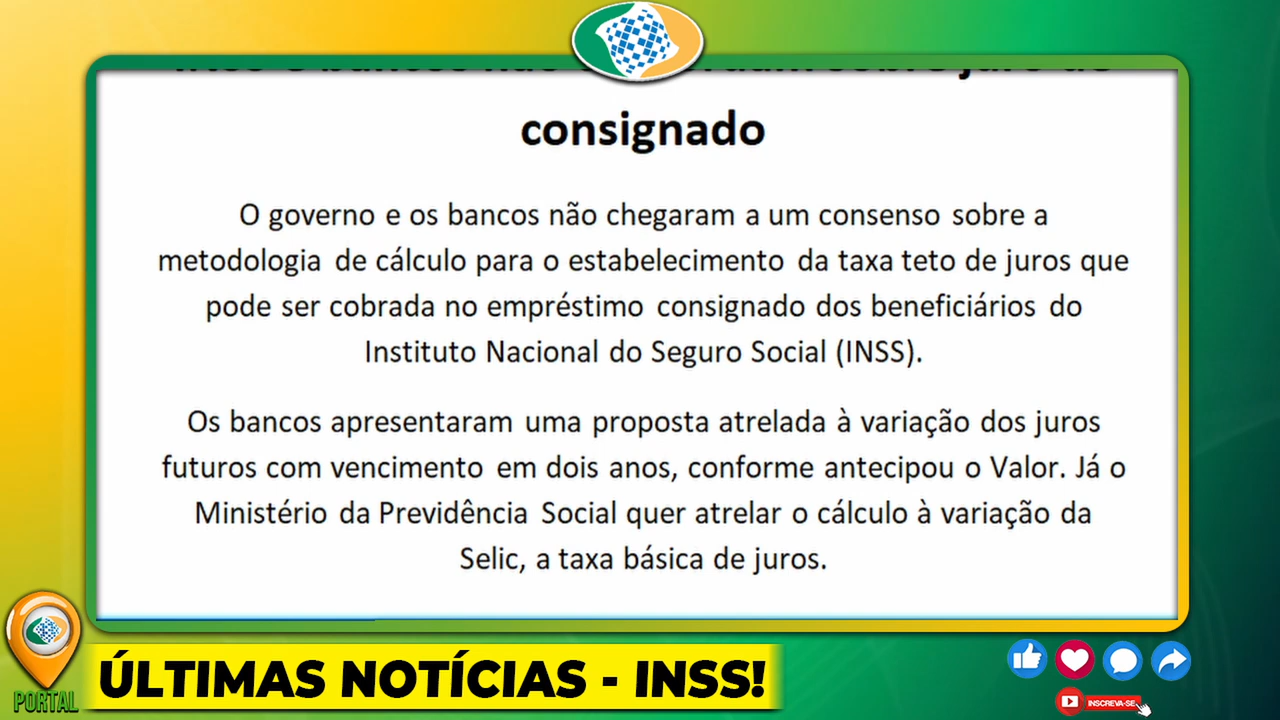 consignado
O governo e os bancos não chegaram a um consenso sobre a
metodologia de cálculo para o estabelecimento da taxa teto de juros que
pode ser cobrada no empréstimo consignado dos beneficiários do
Instituto Nacional do Seguro Social (INSS).
Os bancos apresentaram uma proposta atrelada à variação dos juros
futuros com vencimento em dois anos, conforme antecipou o Valor. Já o
Ministério da Previdência Social quer atrelar o cálculo à variação da
Selic, a taxa básica de juros.
PORTAL
ÚLTIMAS NOTÍCIAS - INSS!
INSCREVA-SE